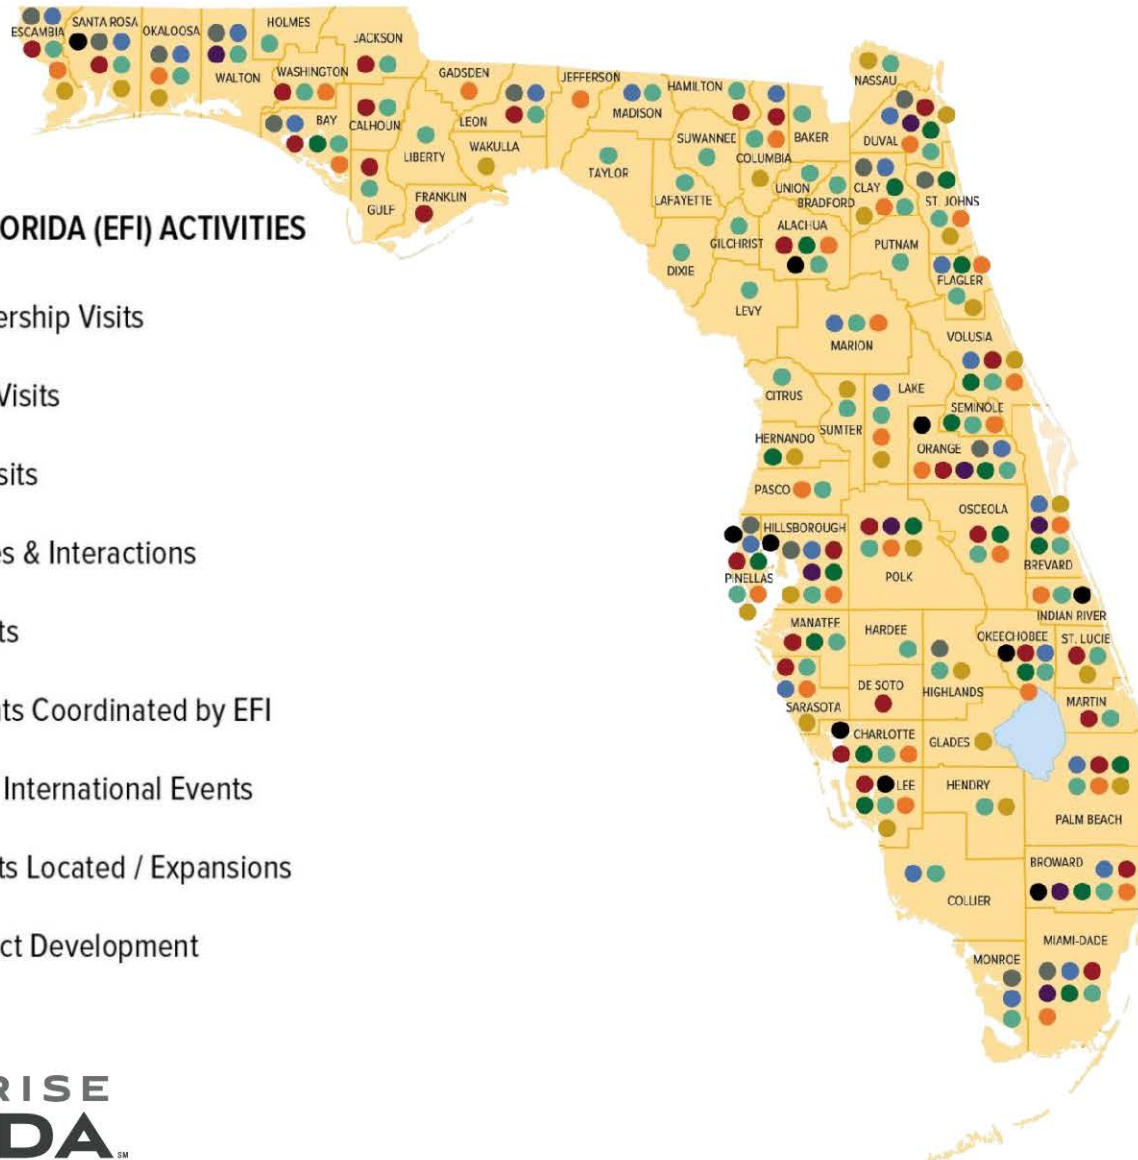 ESCAMBIA
SANTA ROSA
OKALOOSA
WALTON
HOLMES
WASHINGTON
BAY
JACKSON
CALHOUN
GULF
LIBERTY
GADSDEN
LEON
WAKULLA
FRANKLIN
JEFFERSON
MADISON
TAYLOR
HAMILTON
SUWANNEE
LAFAYETTE
DIXIE
COLUMBIA
GILCHRIST
BAKER
UNION
BRADFORD
ALACHUA
LEVY
NASSAU
DUVAL
CLAY
ST. JOHNS
PUTNAM
FLAGLER
MARION
VOLUSIA
CITRUS
SUMTER
LAKE
SEMINOLE
HERNANDO
ORANGE
PASCO
HILLSBOROUGH
PINELLAS
POLK
OSCEOLA
BREVARD
INDIAN RIVER
MANATEE
HARDEE
OKEECHOBEE
ST. LUCIE
SARASOTA
DE SOTO
HIGHLANDS
MARTIN
CHARLOTTE
GLADES
LEE
HENDRY
PALM BEACH
COLLIER
BROWARD
MONROE
MIAMI-DADE
ORIDA (EFI) ACTIVITIES
ership Visits
Visits
sits
es & Interactions
ts
ts Coordinated by EFI
International Events
ts Located / Expansions
ct Development
RISE
DA
SM